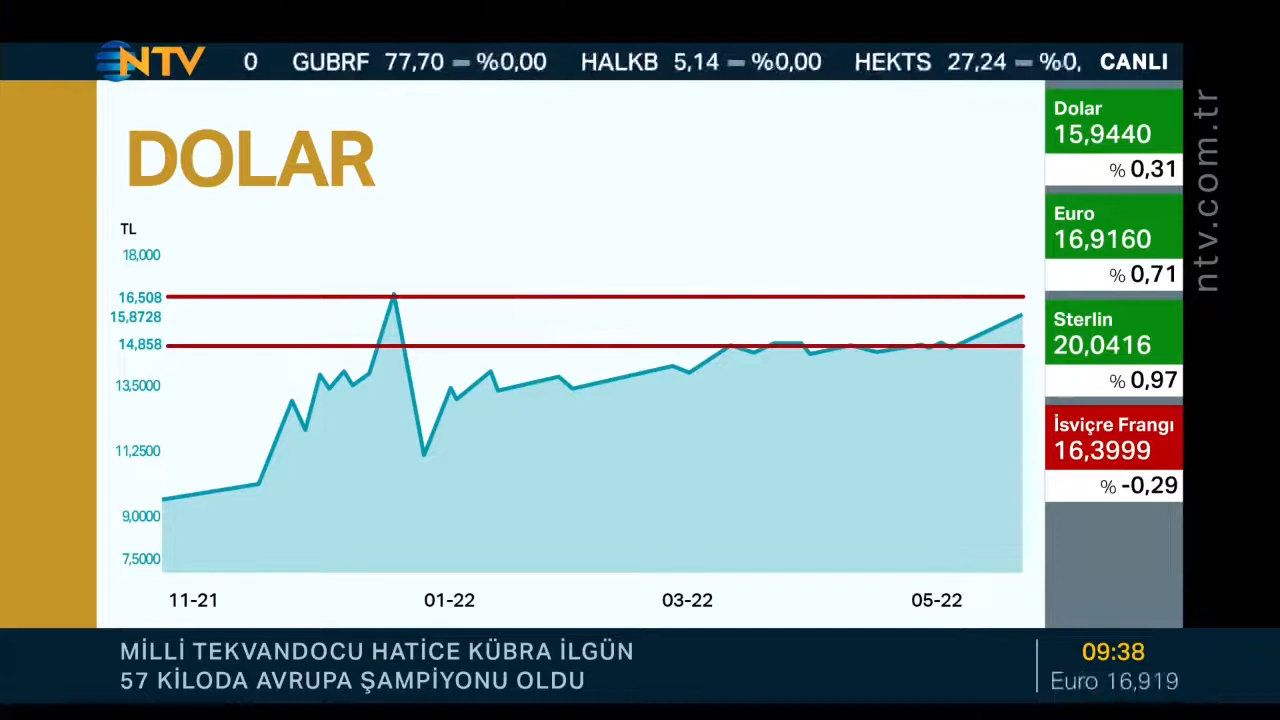 NTV
0 GUBRF 77,70 %0,00 HALKB 5,14 %0,00 HEKTS 27,24 %0, CANLI
DOLAR
TL
18,000
16,508
15,8728
14,858
13,5000
11,2500
9,0000
7,5000
11-21 01-22 03-22 05-22
Dolar
15,9440
% 0,31
Euro
16,9160
% 0,71
Sterlin
20,0416
% 0,97
İsviçre Frangı
16,3999
% -0,29
ntv.com.tr
MİLLİ TEKVANDOCU HATİCE KÜBRA İLGÜN
57 KİLODA AVRUPA ŞAMPİYONU OLDU
09:38
Euro 16,919